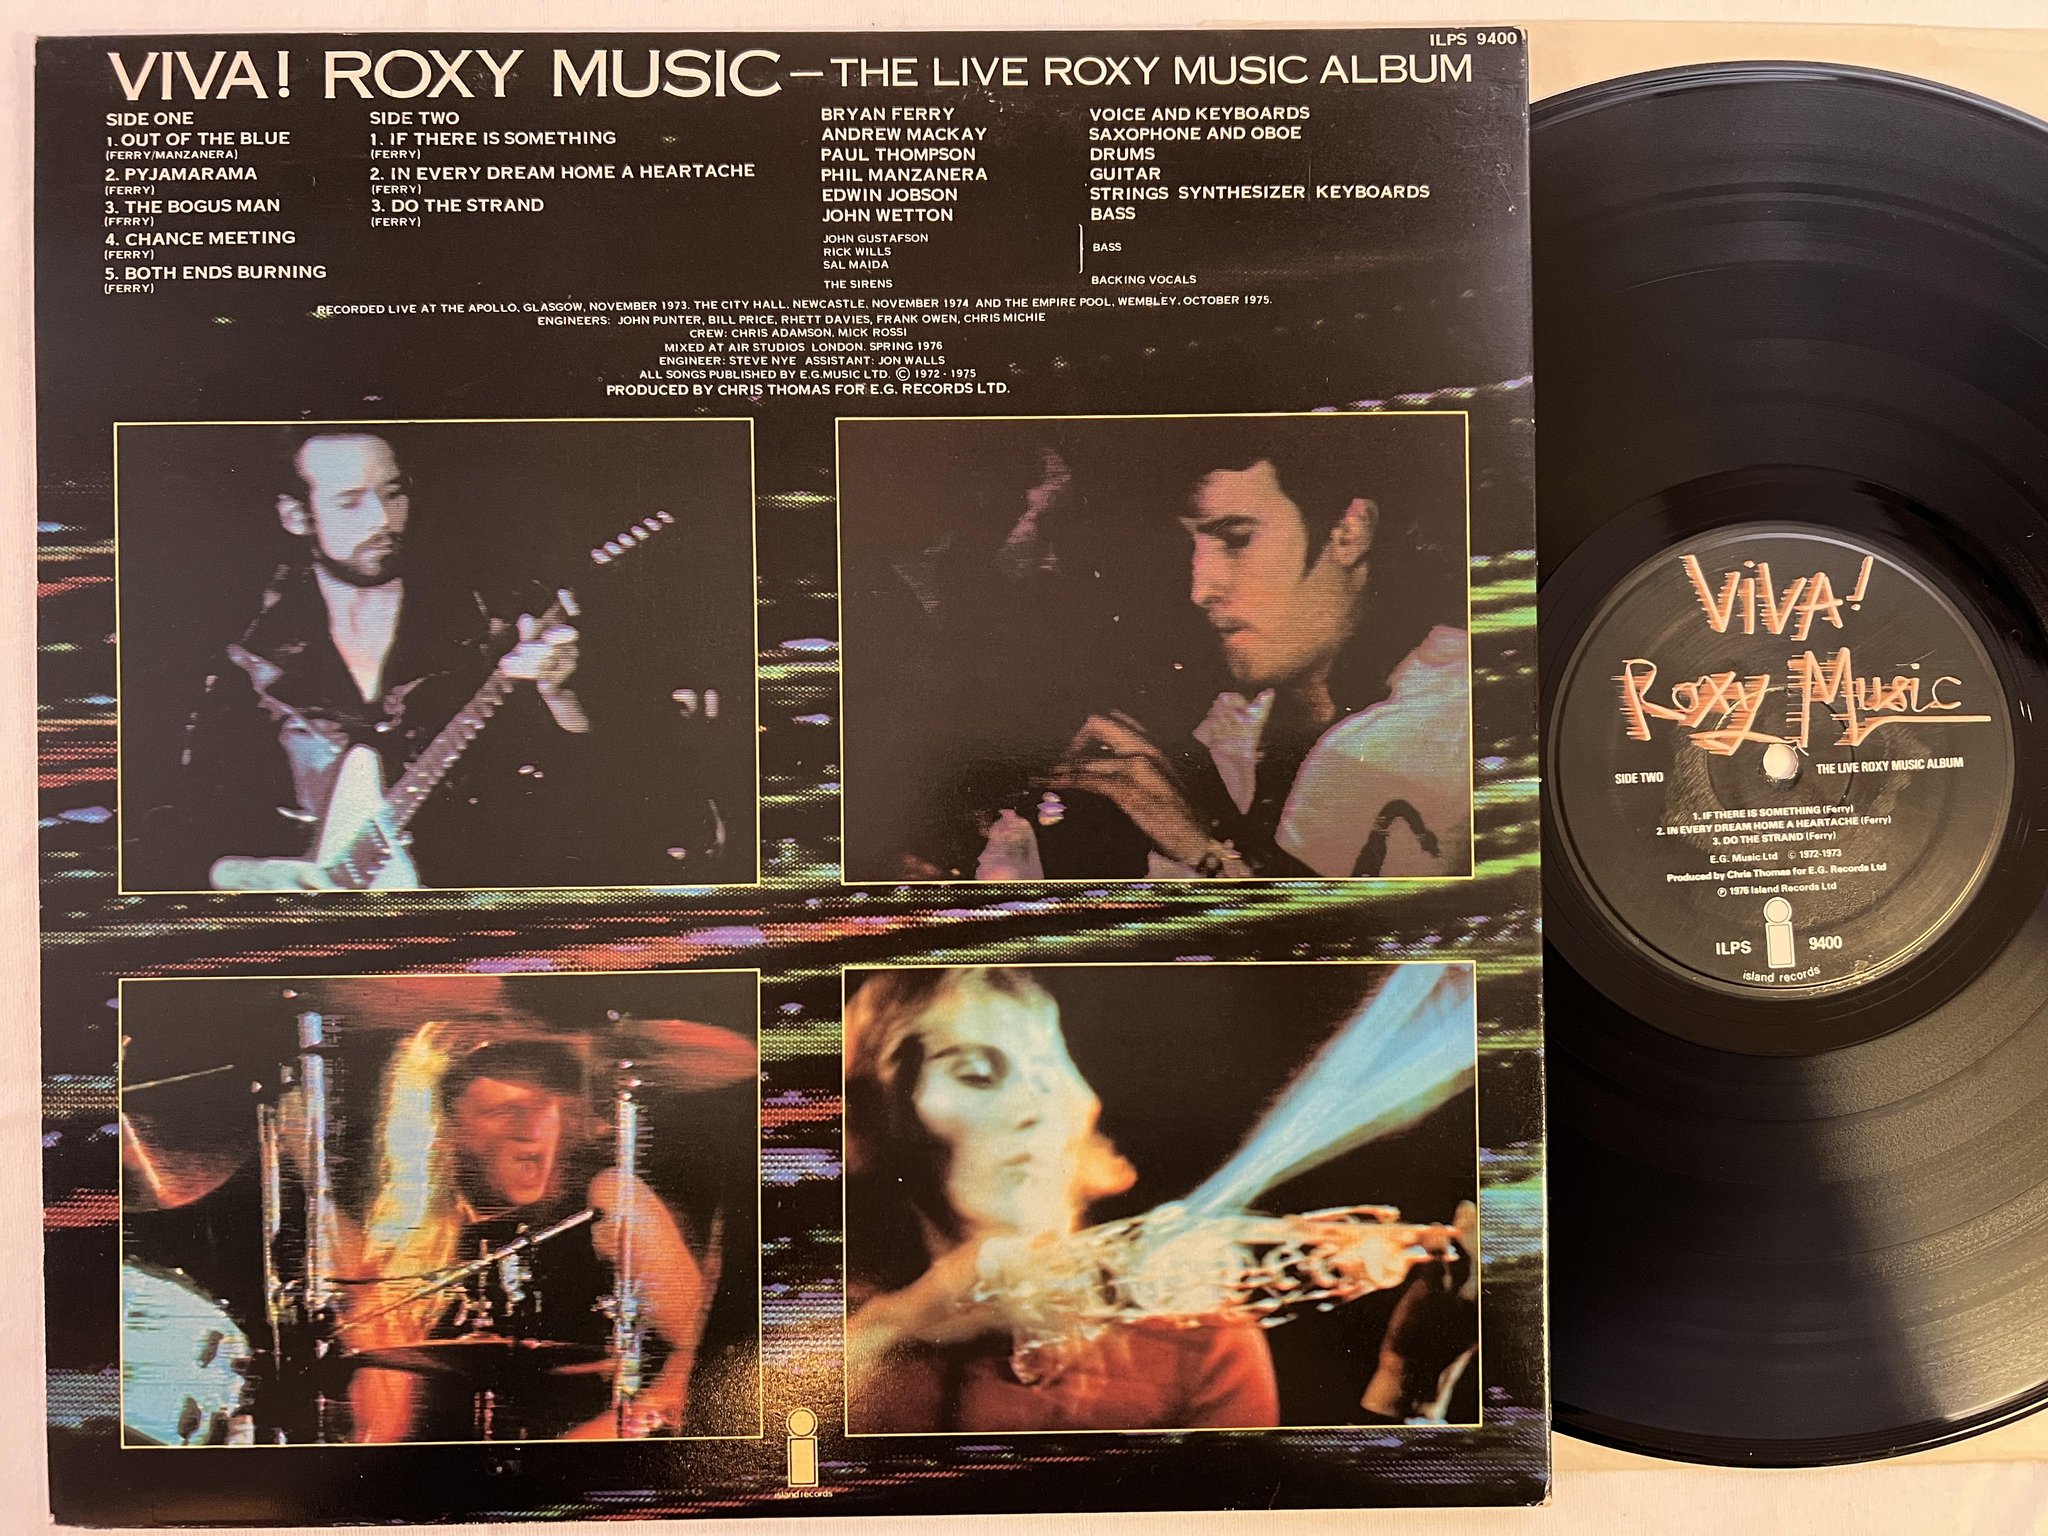 ILPS 9400
VIVA! ROXY MUSIC – THE LIVE ROXY MUSIC ALBUM
SIDE ONE
1. OUT OF THE BLUE
(FERRY/MANZANERA)
2. PYJAMARAMA
(FERRY)
3. THE BOGUS MAN
(FERRY)
4. CHANCE MEETING
(FERRY)
5. BOTH ENDS BURNING
(FERRY)
SIDE TWO
1. IF THERE IS SOMETHING
(FERRY)
2. IN EVERY DREAM HOME A HEARTACHE
(FERRY)
3. DO THE STRAND
(FERRY)
BRYAN FERRY VOICE AND KEYBOARDS
ANDREW MACKAY SAXOPHONE AND OBOE
PAUL THOMPSON DRUMS
PHIL MANZANERA GUITAR
EDWIN JOBSON STRINGS SYNTHESIZER KEYBOARDS
JOHN WETTON BASS
JOHN GUSTAFSON
RICK WILLS BASS
SAL MAIDA
THE SIRENS BACKING VOCALS
RECORDED LIVE AT THE APOLLO, GLASGOW, NOVEMBER 1973. THE CITY HALL, NEWCASTLE, NOVEMBER 1974 AND THE EMPIRE POOL, WEMBLEY, OCTOBER 1975.
ENGINEERS: JOHN PUNTER, BILL PRICE, RHETT DAVIES, FRANK OWEN, CHRIS MICHIE
CREW: CHRIS ADAMSON, MICK ROSSI
MIXED AT AIR STUDIOS LONDON. SPRING 1976
ENGINEER: STEVE NYE ASSISTANT: JON WALLS
ALL SONGS PUBLISHED BY E.G.MUSIC LTD. © 1972 - 1975
PRODUCED BY CHRIS THOMAS FOR E.G. RECORDS LTD.
island records
VIVA!
ROXY MUSIC
SIDE TWO THE LIVE ROXY MUSIC ALBUM
1. IF THERE IS SOMETHING (Ferry)
2. IN EVERY DREAM HOME A HEARTACHE (Ferry)
3. DO THE STRAND (Ferry)
E.G. Music Ltd © 1972-1973
Produced by Chris Thomas for E.G. Records Ltd
℗ 1976 Island Records Ltd
ILPS 9400
island records